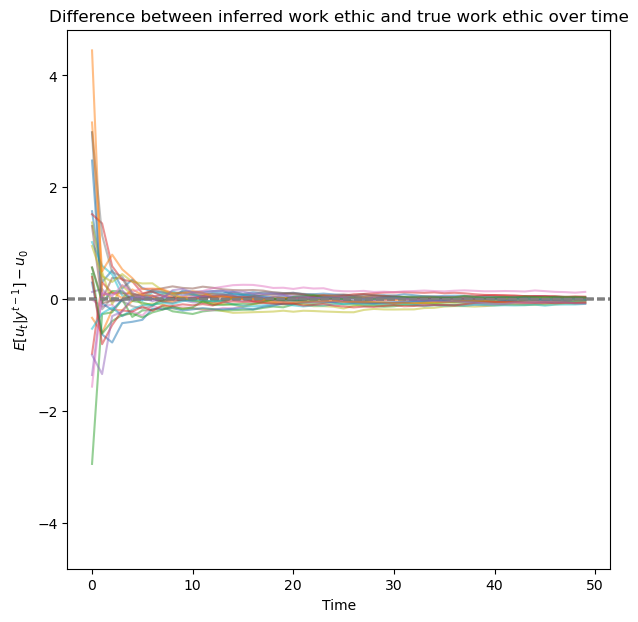 Difference between inferred work ethic and true work ethic over time
E[u_t|y^{t−1}] − u_0
4
2
0
−2
−4
0 10 20 30 40 50
Time